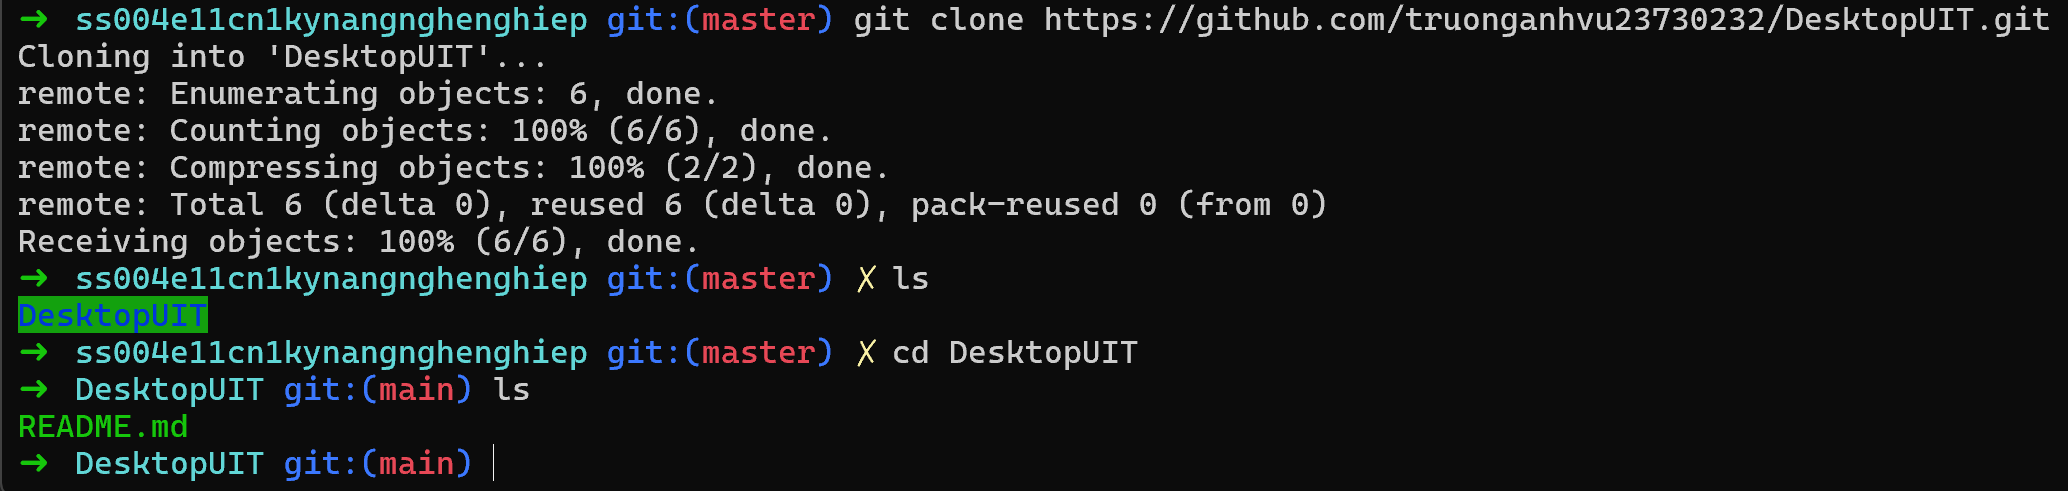 ➜ ss004e11cn1kynangnghenghiep git:(master) git clone https://github.com/truonganhvu23730232/DesktopUIT.git
Cloning into 'DesktopUIT'...
remote: Enumerating objects: 6, done.
remote: Counting objects: 100% (6/6), done.
remote: Compressing objects: 100% (2/2), done.
remote: Total 6 (delta 0), reused 6 (delta 0), pack-reused 0 (from 0)
Receiving objects: 100% (6/6), done.
➜ ss004e11cn1kynangnghenghiep git:(master) ✗ ls
DesktopUIT
➜ ss004e11cn1kynangnghenghiep git:(master) ✗ cd DesktopUIT
➜ DesktopUIT git:(main) ls
README.md
➜ DesktopUIT git:(main)